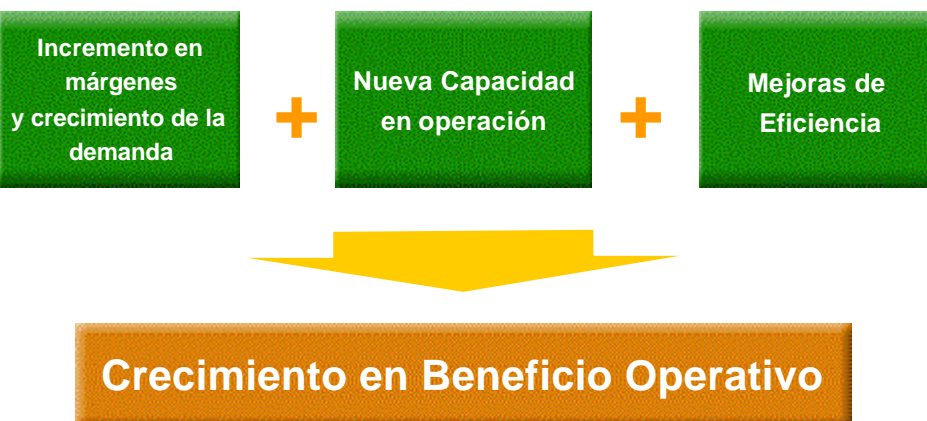 Incremento en
márgenes
y crecimiento de la
demanda
+
Nueva Capacidad
en operación
+
Mejoras de
Eficiencia
Crecimiento en Beneficio Operativo